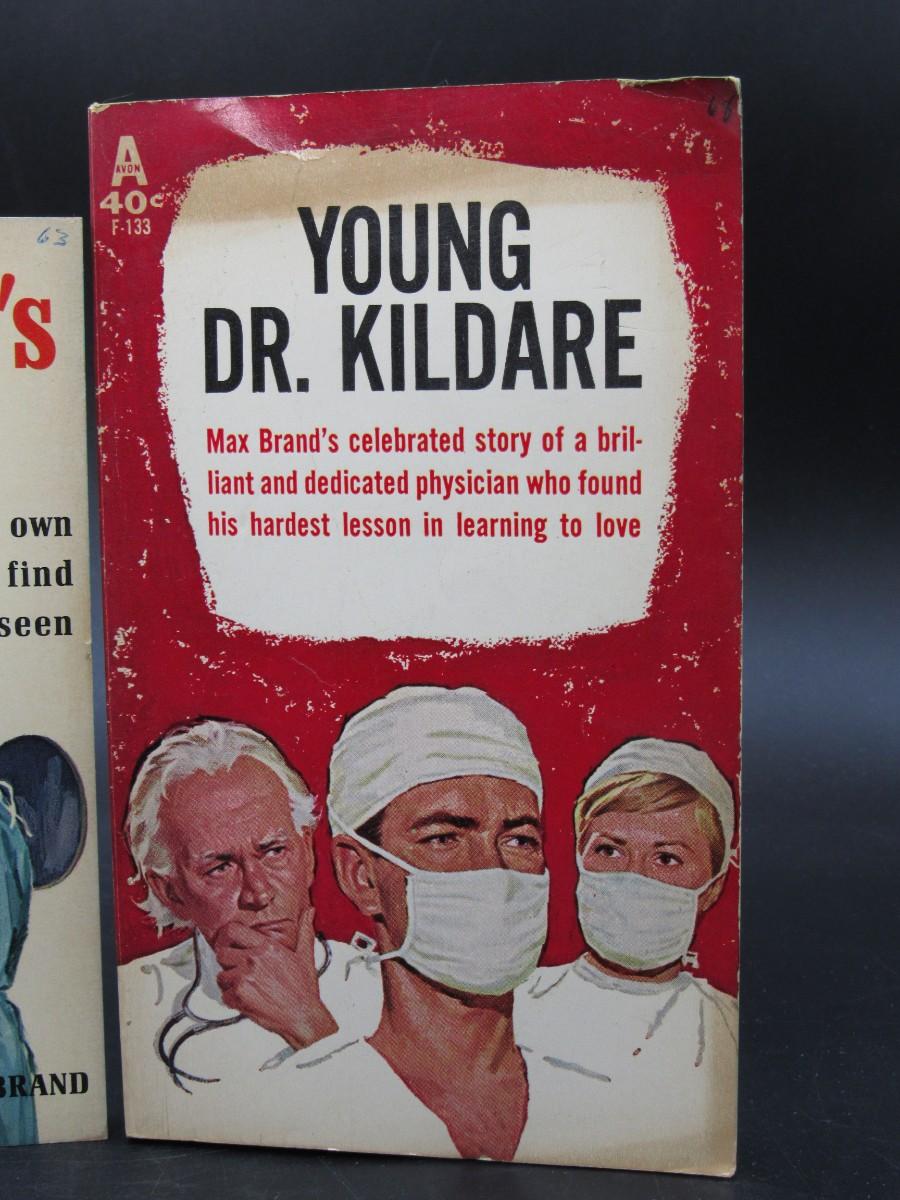 63
'S
own
find
seen
BRAND
A
AVON
40¢
F-133
YOUNG
DR. KILDARE
Max Brand's celebrated story of a bril-
liant and dedicated physician who found
his hardest lesson in learning to love